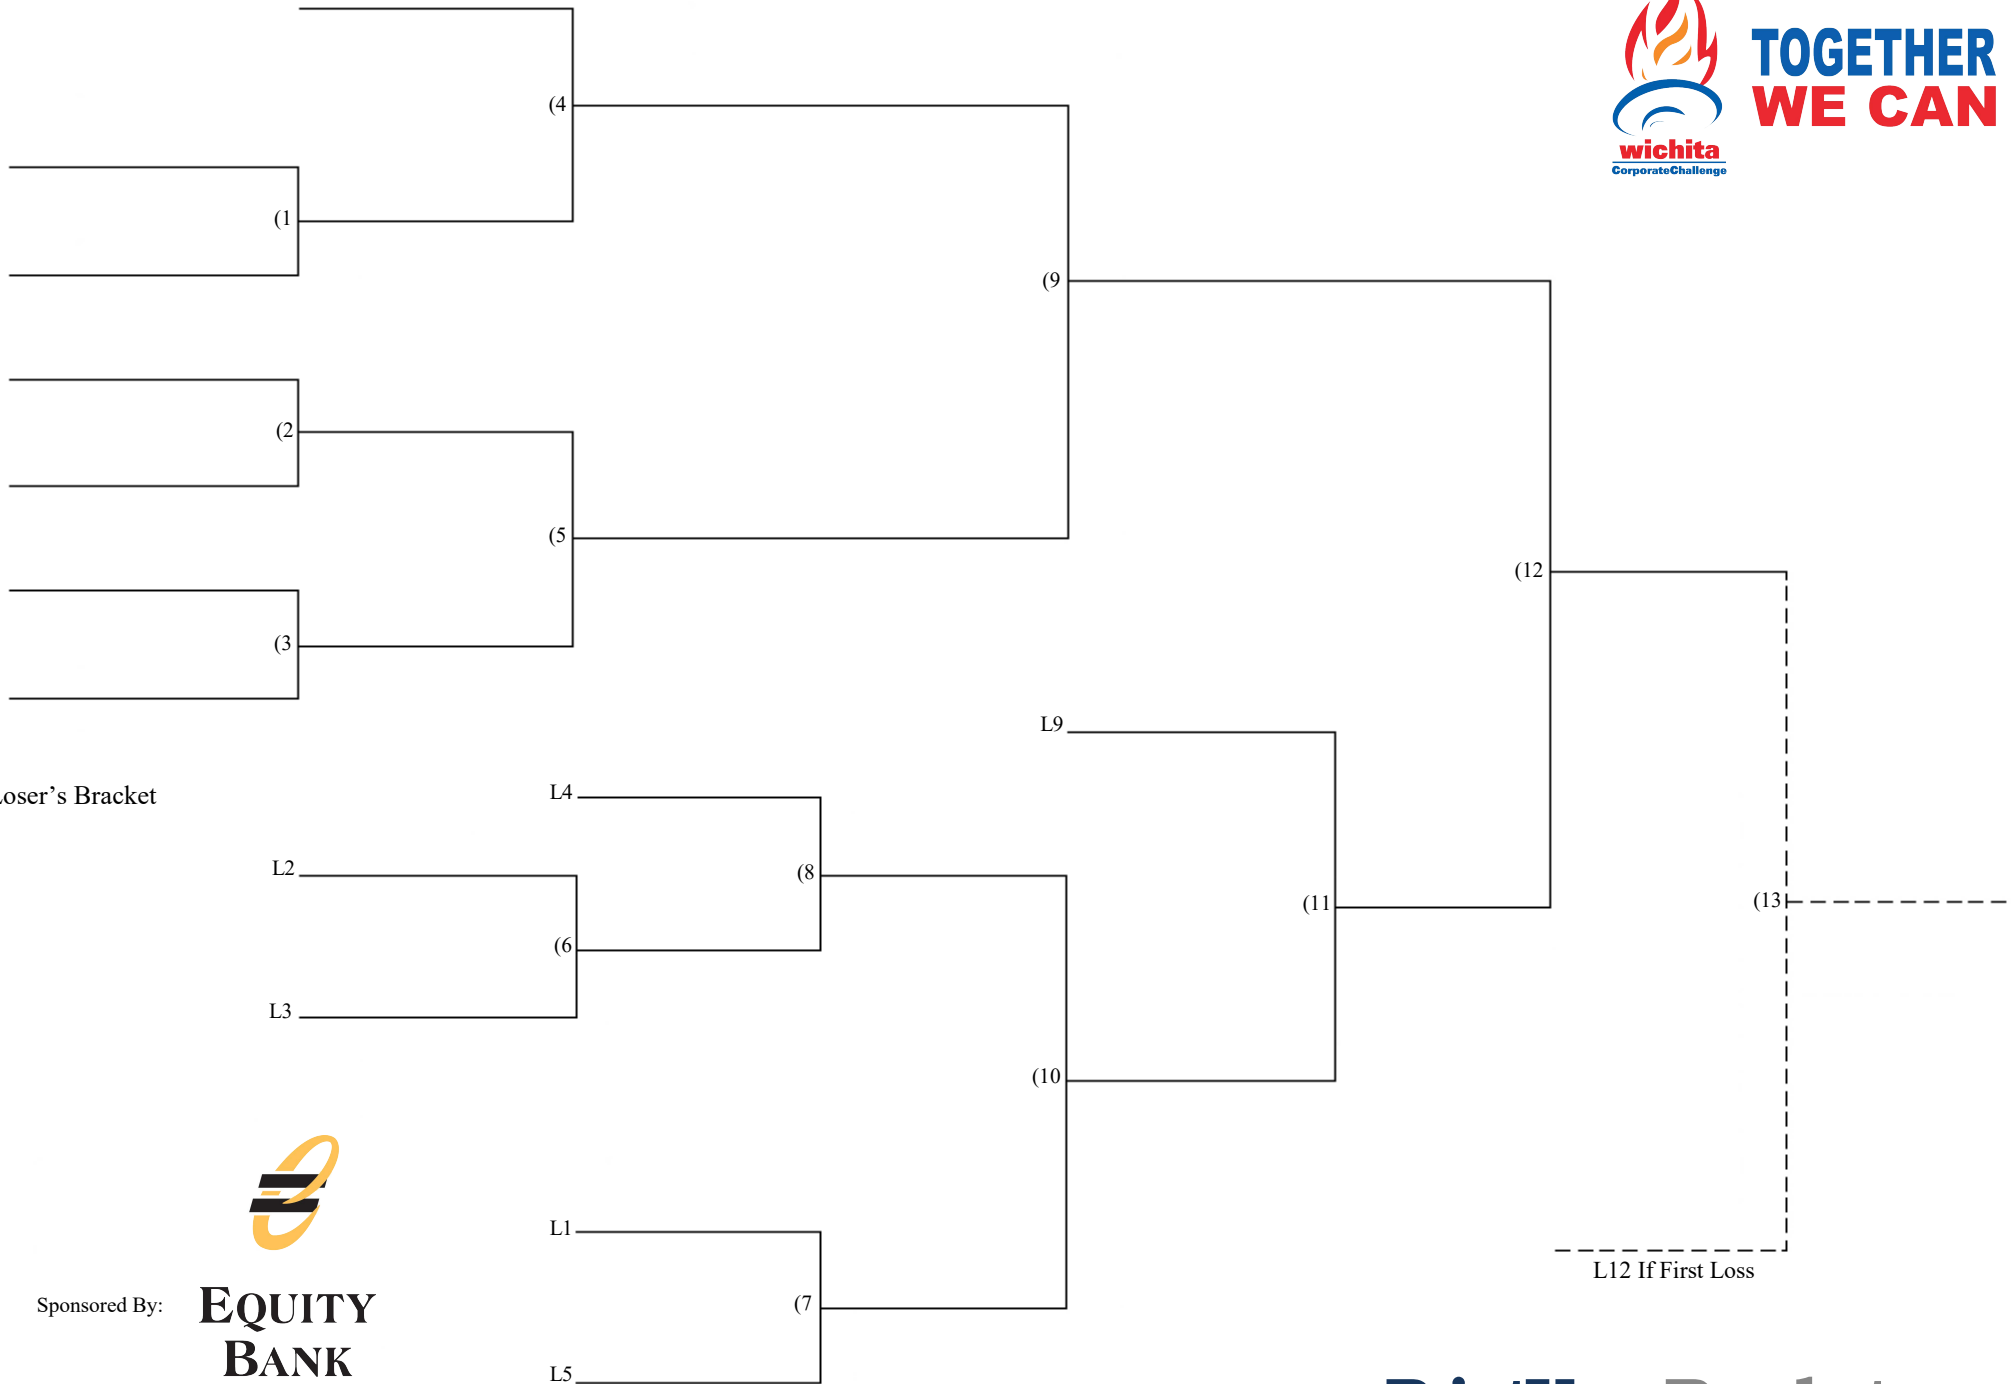 TOGETHER
WE CAN
wichita
CorporateChallenge
(4
(1
(9
(2
(5
(12
(3
L9
Bracket
L4
L2
(8
(13
(11
(6
L3
(10
L1
L12 If First Loss
Sponsored By:
EQUITY
BANK
(7
L5